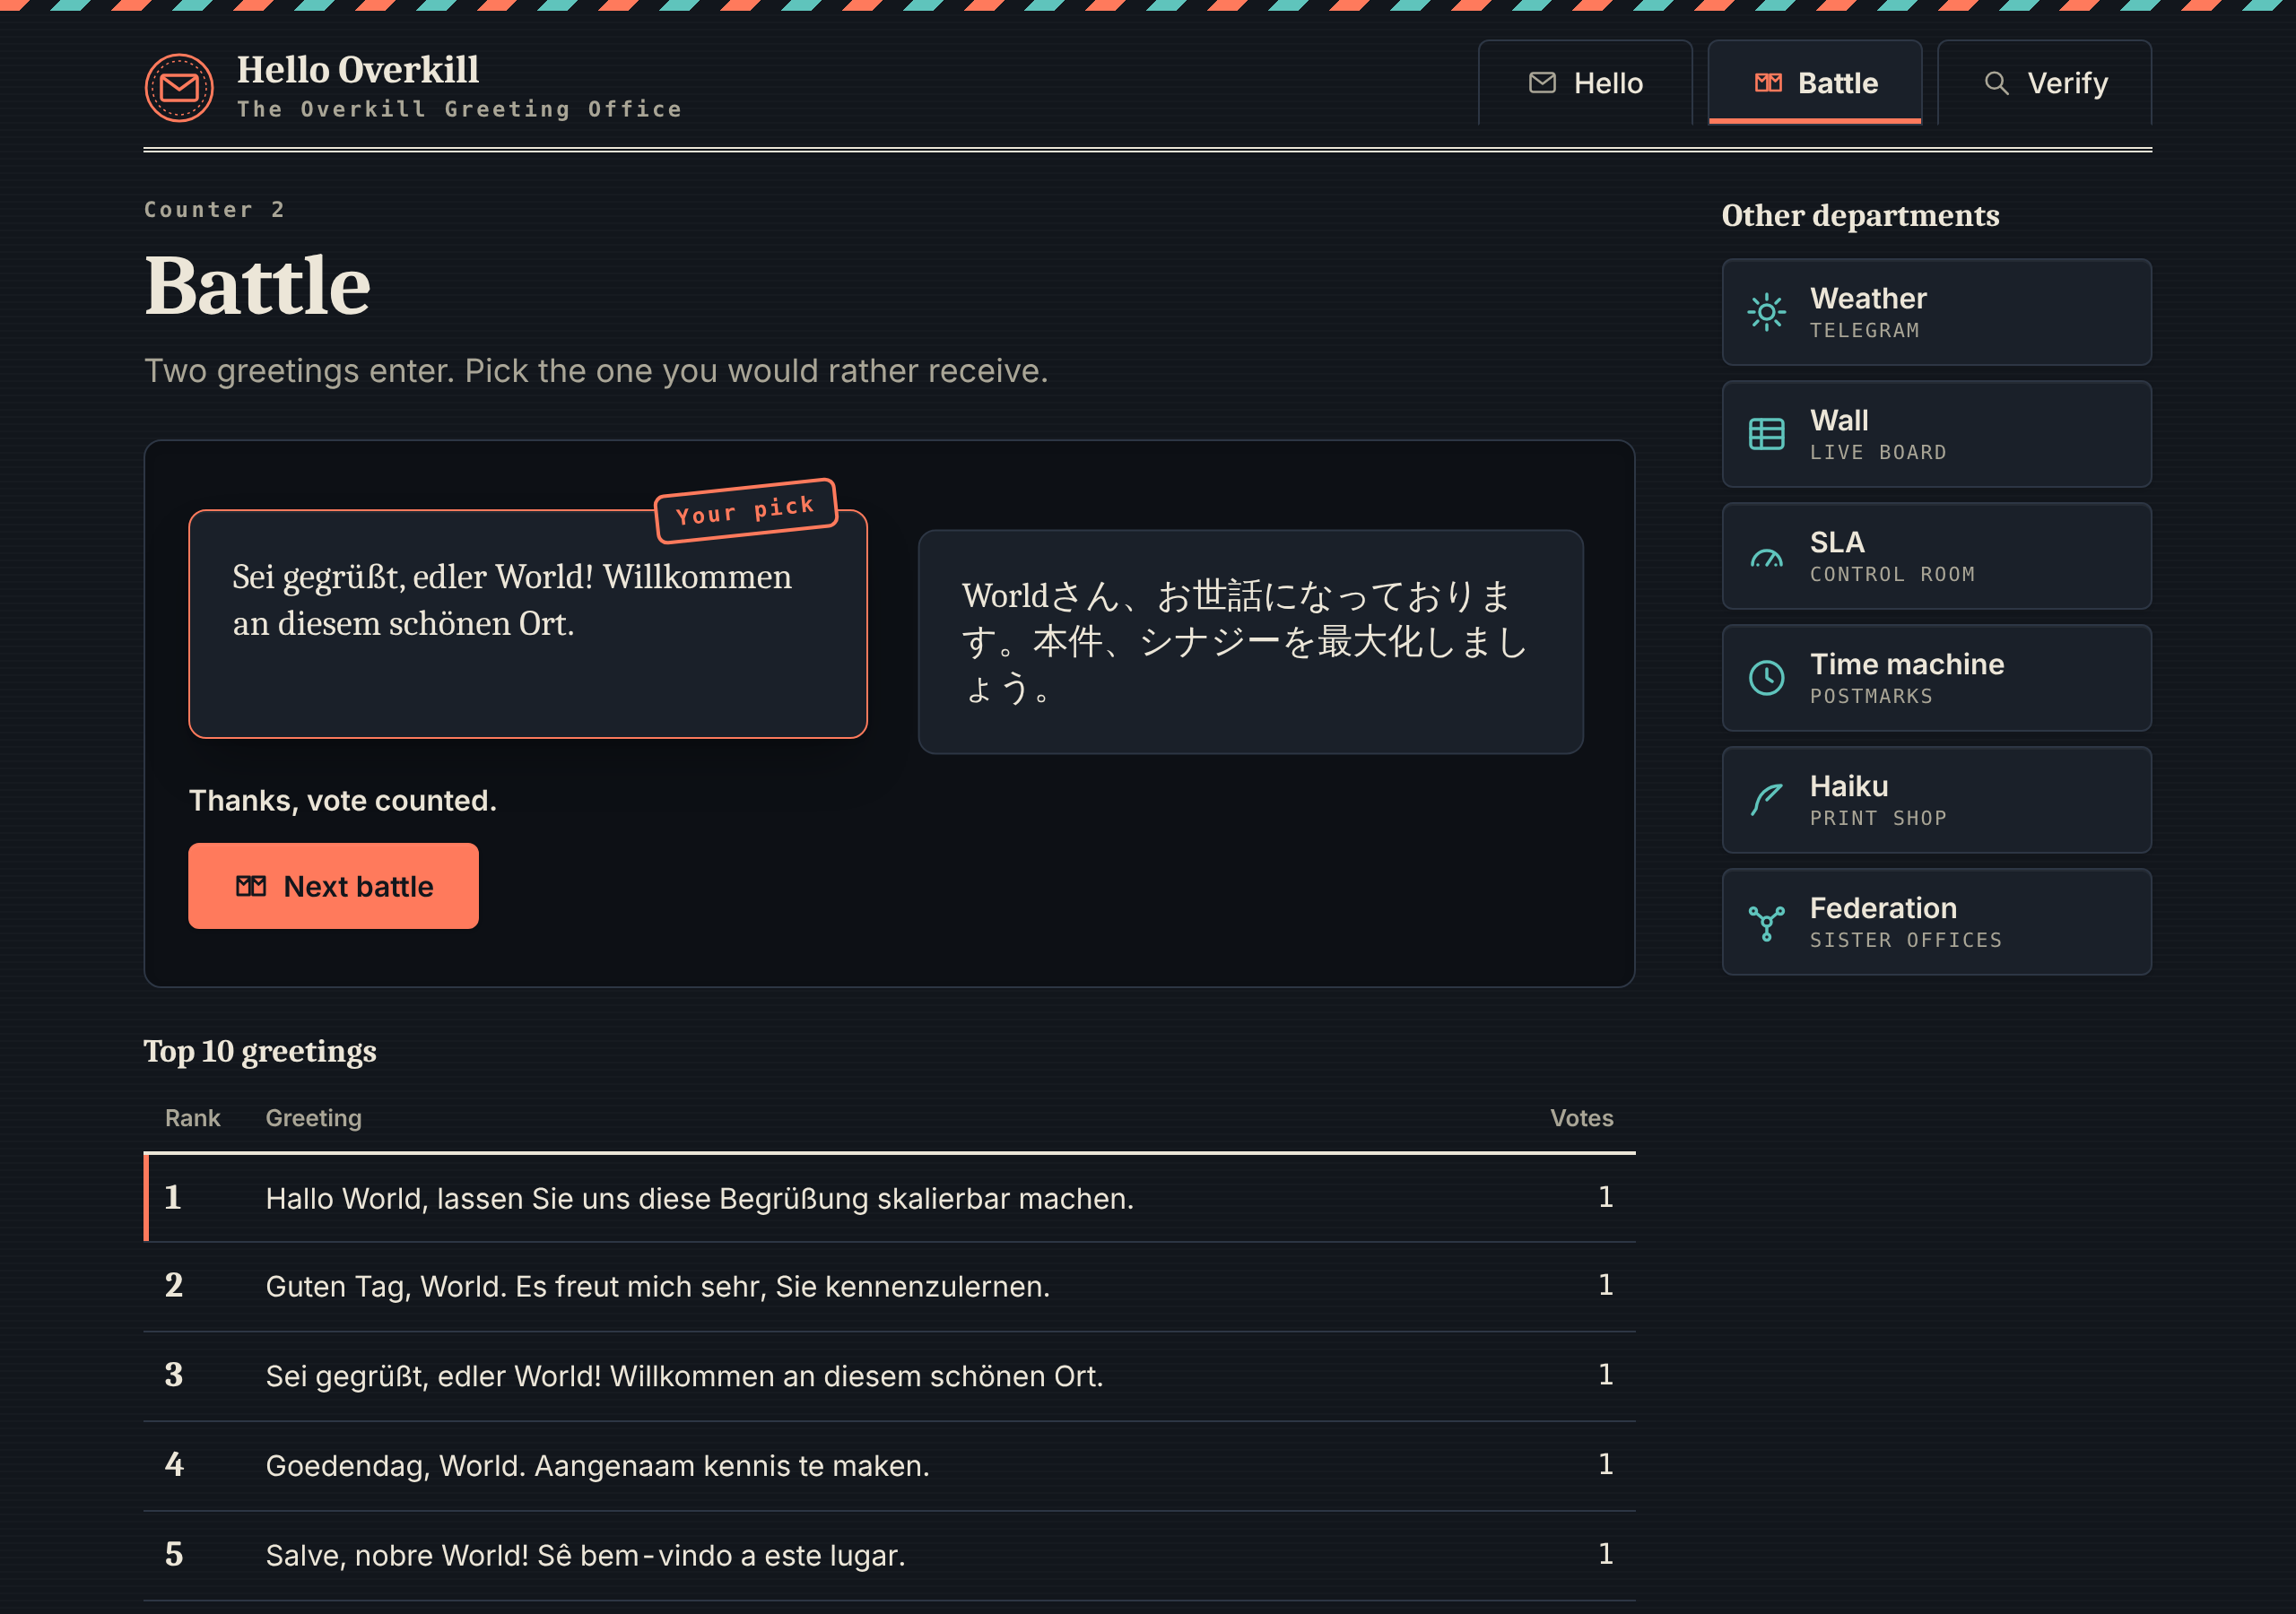 Hello Overkill
The Overkill Greeting Office
Hello
Battle
Verify
Counter 2
Battle
Two greetings enter. Pick the one you would rather receive.
Your pick
Sei gegrüßt, edler World! Willkommen
an diesem schönen Ort.
Worldさん、お世話になっておりま
す。本件、シナジーを最大化しまし
ょう。
Thanks, vote counted.
Next battle
Top 10 greetings
Rank Greeting Votes
1 Hallo World, lassen Sie uns diese Begrüßung skalierbar machen. 1
2 Guten Tag, World. Es freut mich sehr, Sie kennenzulernen. 1
3 Sei gegrüßt, edler World! Willkommen an diesem schönen Ort. 1
4 Goedendag, World. Aangenaam kennis te maken. 1
5 Salve, nobre World! Sê bem-vindo a este lugar. 1
Other departments
Weather
TELEGRAM
Wall
LIVE BOARD
SLA
CONTROL ROOM
Time machine
POSTMARKS
Haiku
PRINT SHOP
Federation
SISTER OFFICES